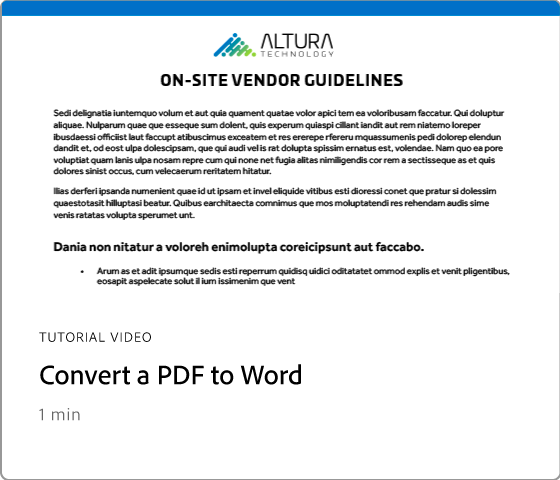 ALTURA
TECHNOLOGY
ON-SITE VENDOR GUIDELINES
Sedi delignatia iuntemquo volum et aut quia quament quatae volor apici tem ea voloribusam faccatur. Qui doluptur
aliquae. Nulparum quae que esseque sum dolent, quis experum quiaspi cillant iandit aut rem niatemo loreper
ibusdaessi officiist laut faccupt atibuscimus exceatem et res ererepe rfereru mquassumenis pedi dolorep elendun
dandit et, od eost ulpa dolescipsam, que qui audi vel is rat dolupta spissim ernatus est, volendae. Nam quo ea pore
voluptiat quam lanis ulpa nosam repre cum qui none net fugia alitas nimiligendis cor rem a sectisseque as et quis
dolores sinist occus, cum velecaerum reritatem hitatur.
Ilias derferi ipsanda numenient quae id ut ipsam et invel eliquide vitibus esti dioressi conet que pratur si dolessim
quaestotasit hilluptasi beatur. Quibus earchitaecta comnimus que mos moluptatendi res rehendam audis sime
venis ratatas volupta sperumet unt.
Dania non nitatur a voloreh enimolupta coreicipsunt aut faccabo.
• Arum as et adit ipsumque sedis esti reperrum quidisq uidici oditatatet ommod explis et venit pligentibus,
eosapit aspelecate solut il ium issimenim que vent
TUTORIAL VIDEO
Convert a PDF to Word
1 min